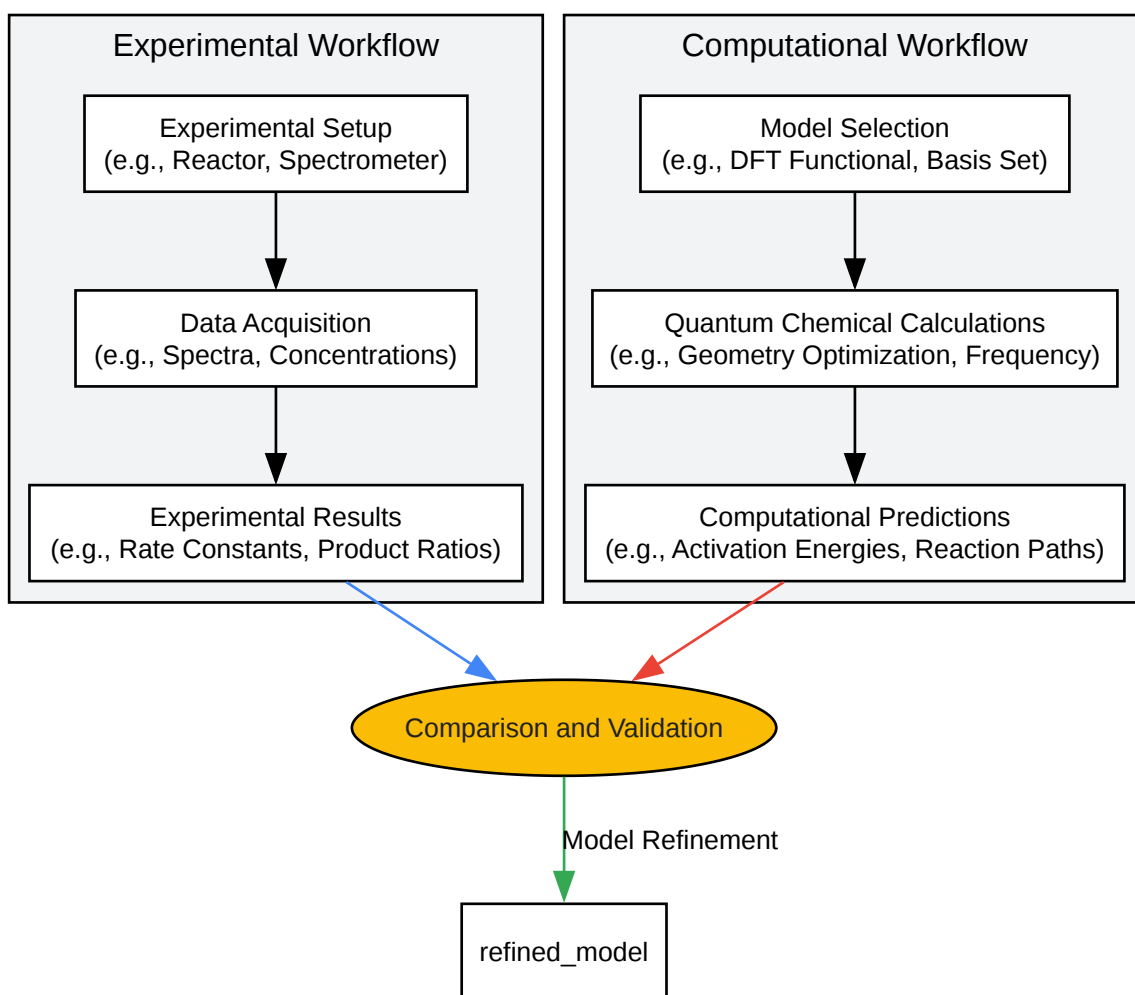 Experimental Workflow
Experimental Setup
(e.g., Reactor, Spectrometer)
Data Acquisition
(e.g., Spectra, Concentrations)
Experimental Results
(e.g., Rate Constants, Product Ratios)
Computational Workflow
Model Selection
(e.g., DFT Functional, Basis Set)
Quantum Chemical Calculations
(e.g., Geometry Optimization, Frequency)
Computational Predictions
(e.g., Activation Energies, Reaction Paths)
Comparison and Validation
Model Refinement
refined_model